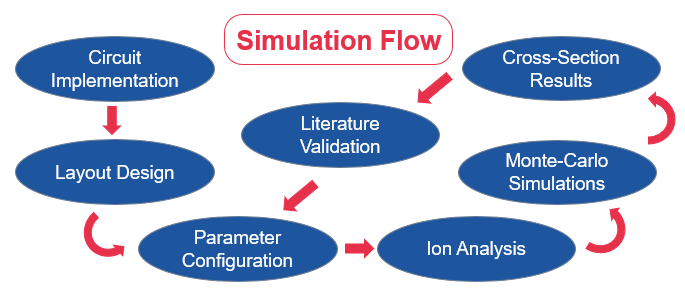 Simulation Flow
Circuit
Implementation
Layout Design
Parameter
Configuration
Ion Analysis
Monte-Carlo
Simulations
Cross-Section
Results
Literature
Validation